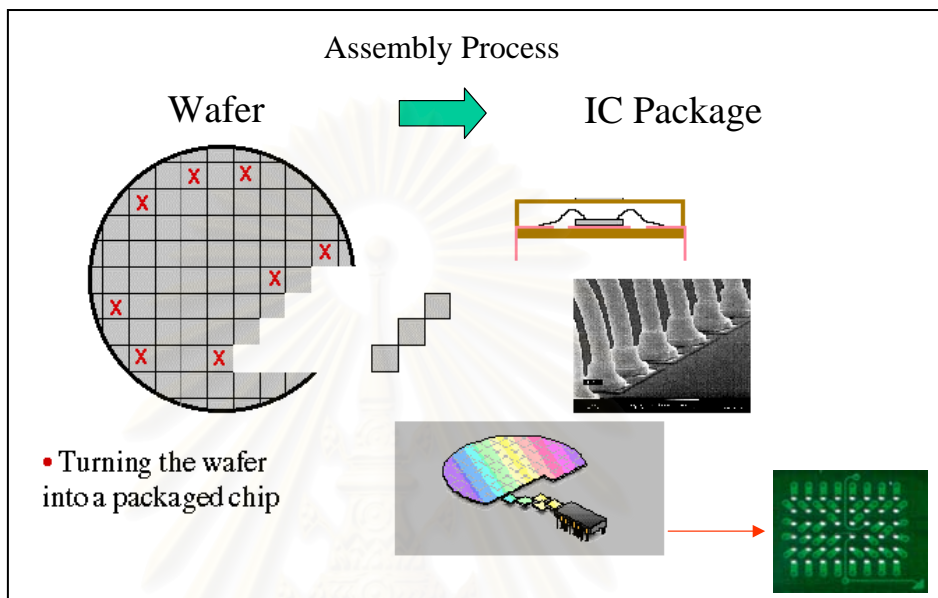 Assembly Process
Wafer
IC Package
X
X
X
X
X
X
X
X
• Turning the wafer
into a packaged chip